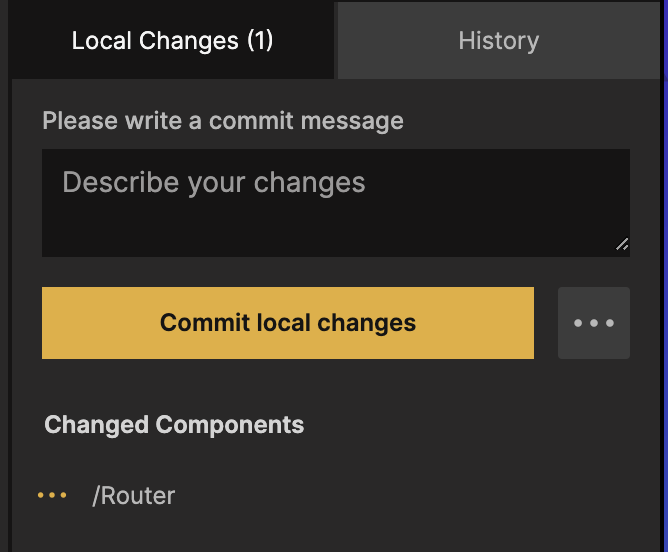 Local Changes (1)
History
Please write a commit message
Describe your changes
Commit local changes
Changed Components
/Router